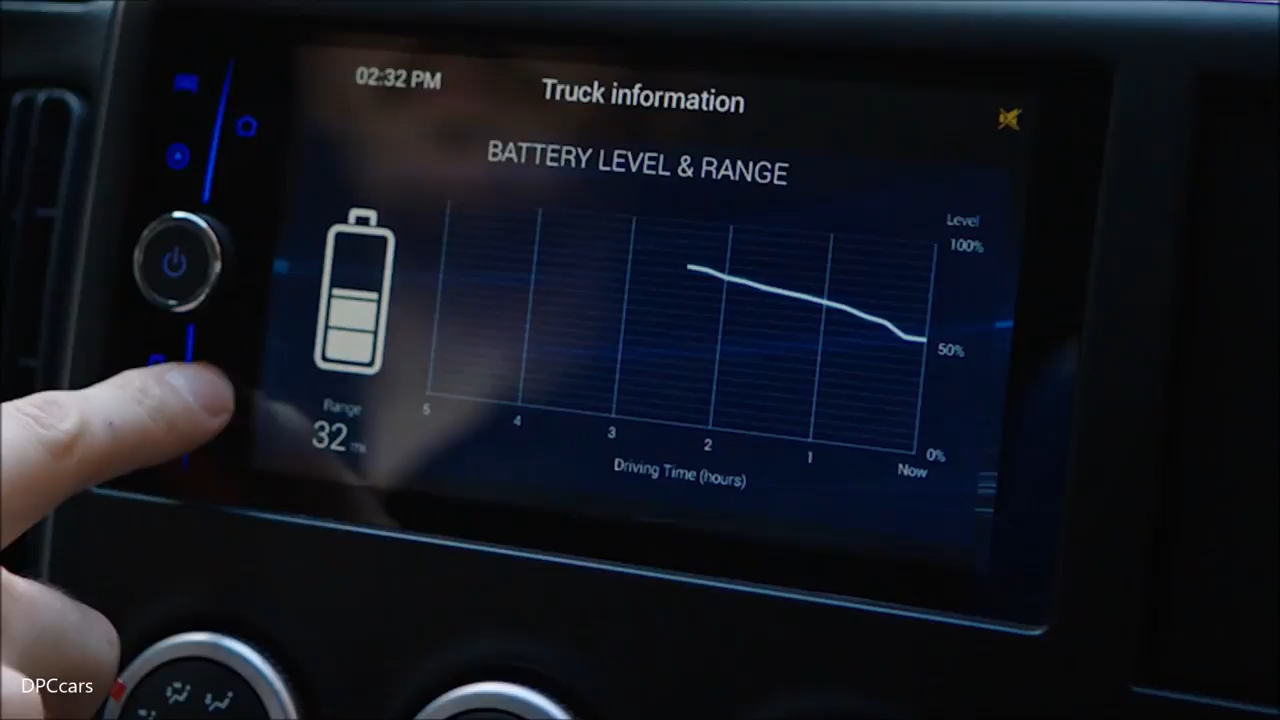 02:32 PM
Truck information
BATTERY LEVEL & RANGE
Level
100%
50%
0%
5
4
3
2
1
Now
Driving Time (hours)
Range
32 mi
DPCcars